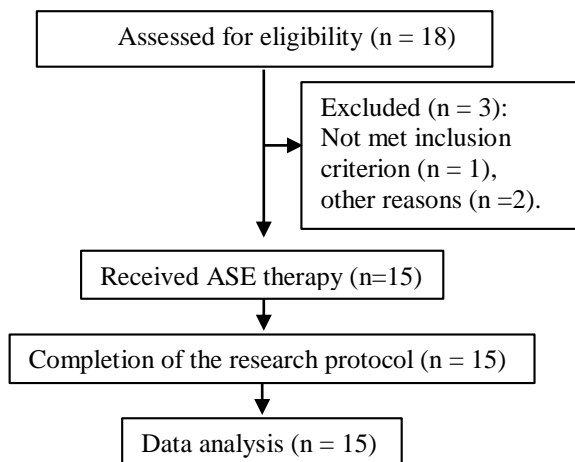 Assessed for eligibility (n = 18)
Excluded (n = 3):
Not met inclusion
criterion (n = 1),
other reasons (n =2).
Received ASE therapy (n=15)
Completion of the research protocol (n = 15)
Data analysis (n = 15)